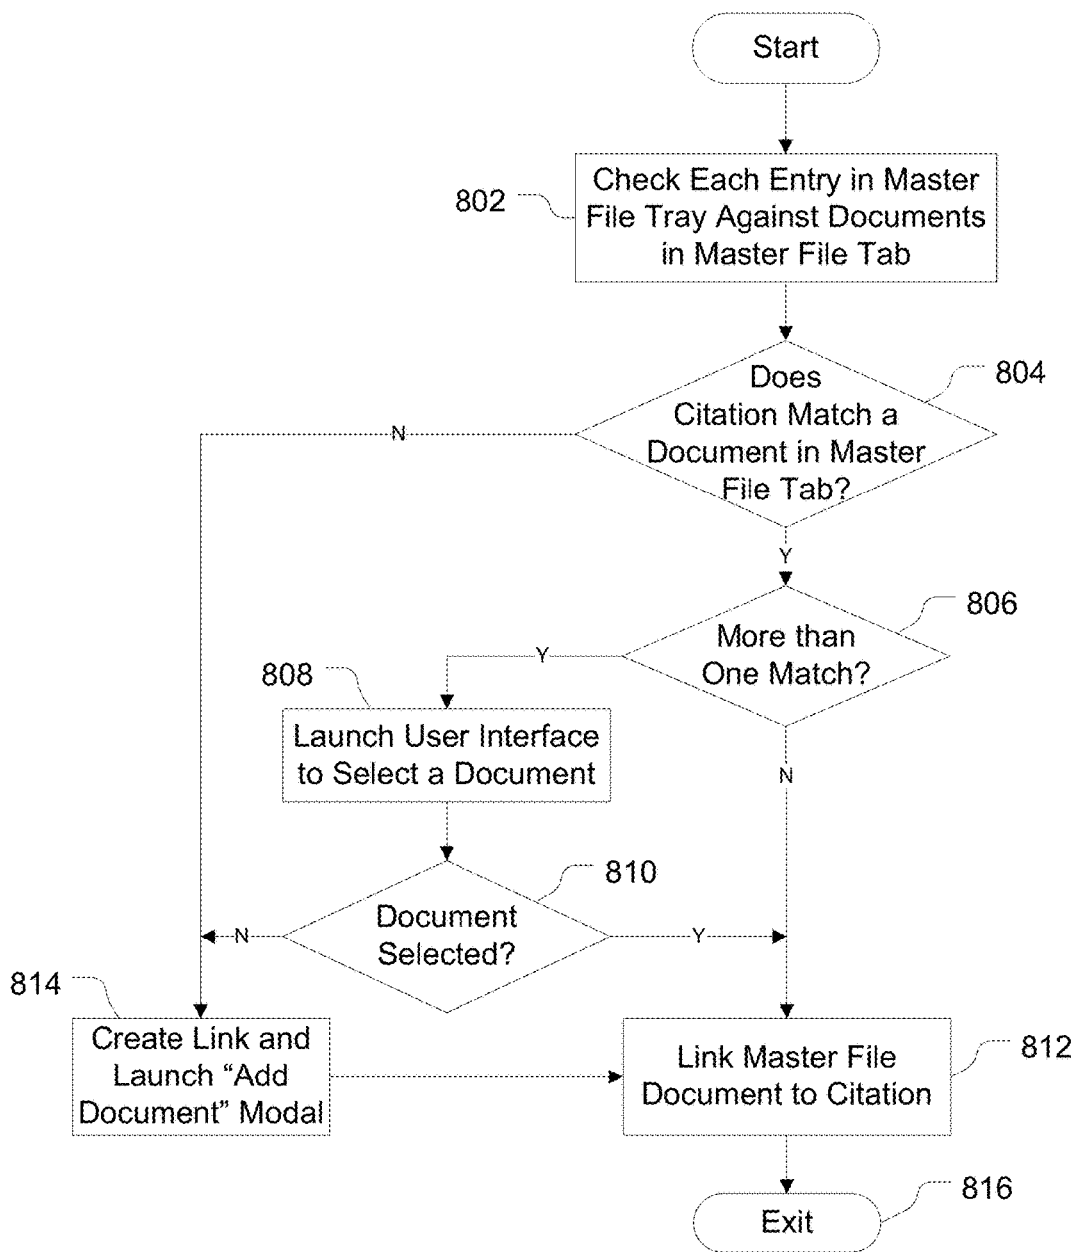 Start
802
Check Each Entry in Master
File Tray Against Documents
in Master File Tab
804
Does
Citation Match a
Document in Master
File Tab?
N
Y
806
More than
One Match?
Y
808
Launch User Interface
to Select a Document
N
810
Document
Selected?
N
Y
814
Create Link and
Launch “Add
Document” Modal
812
Link Master File
Document to Citation
816
Exit